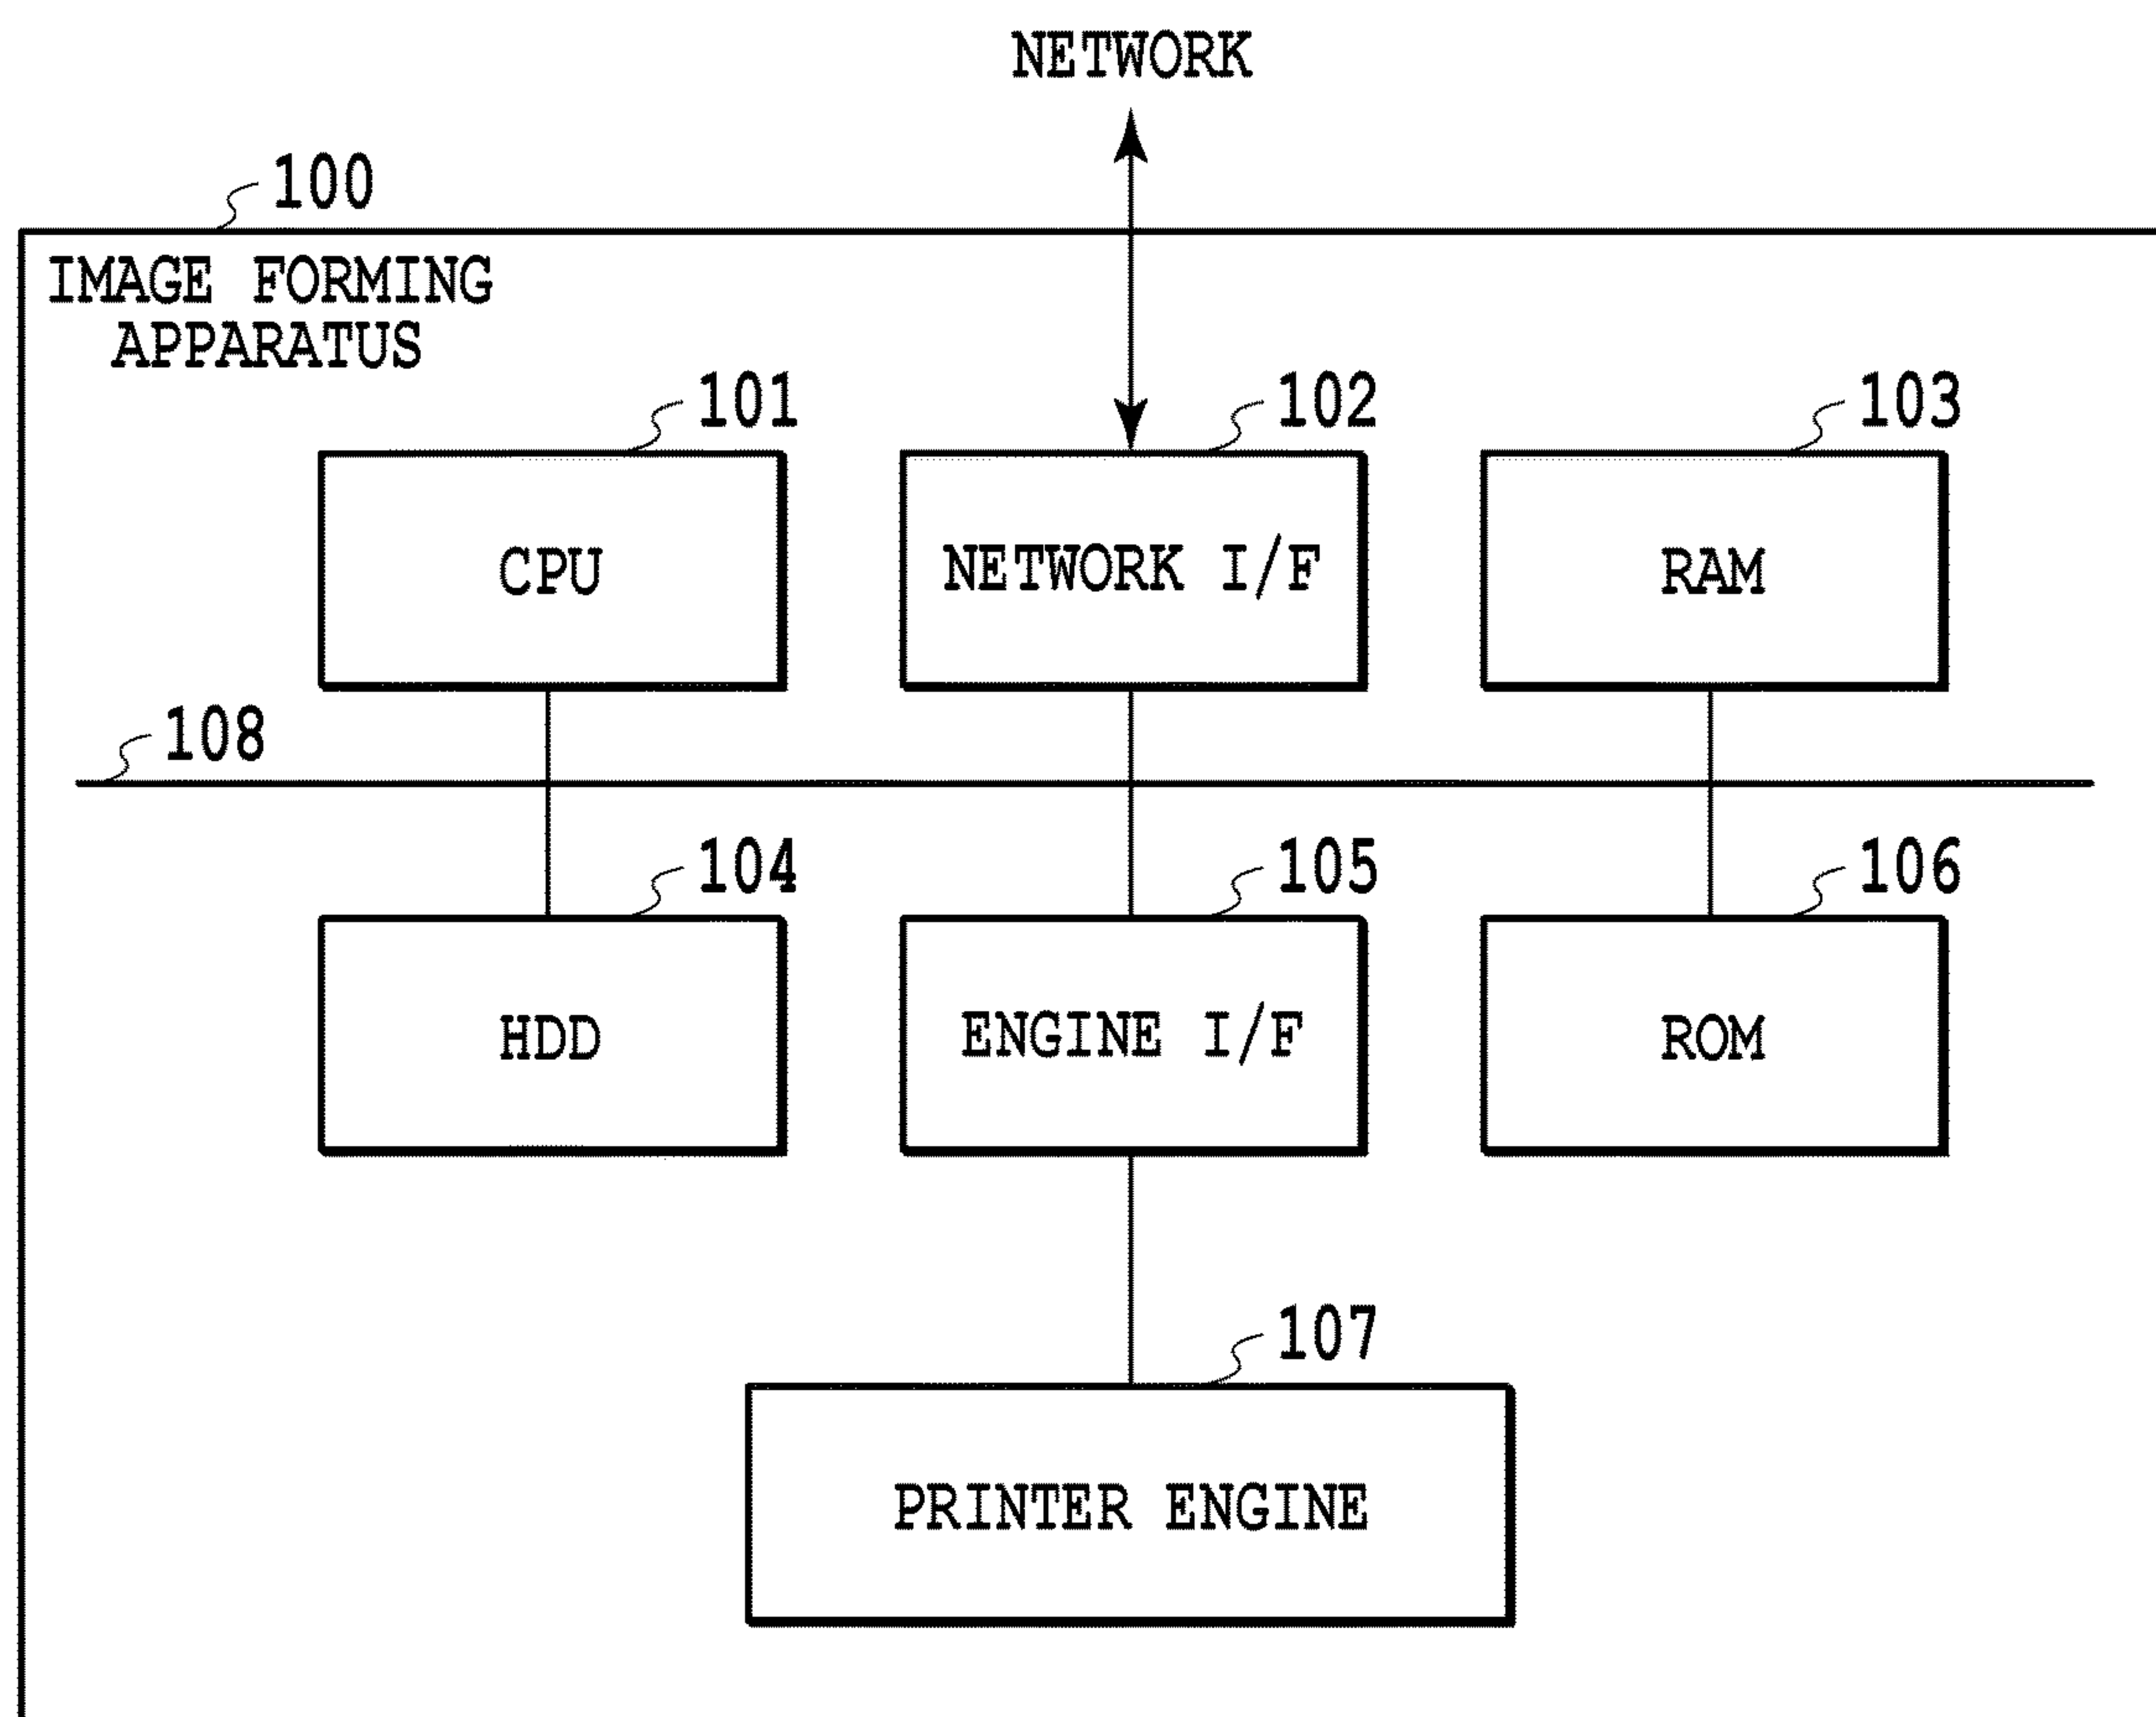 NETWORK
100
IMAGE FORMING
APPARATUS
101
102
103
CPU
NETWORK I/F
RAM
108
104
105
106
HDD
ENGINE I/F
ROM
107
PRINTER ENGINE